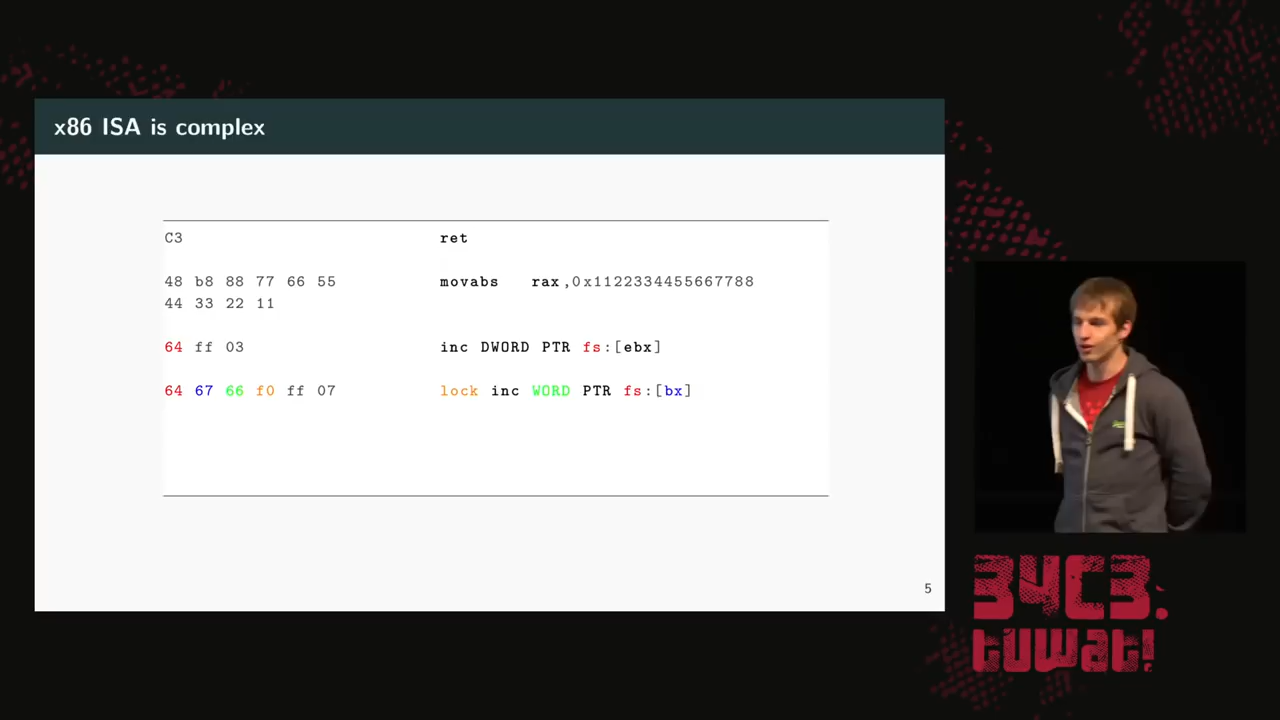 x86 ISA is complex
C3 ret
48 b8 88 77 66 55 movabs rax,0x1122334455667788
44 33 22 11
64 ff 03 inc DWORD PTR fs:[ebx]
64 67 66 f0 ff 07 lock inc WORD PTR fs:[bx]
5
34C3.
tuwat!